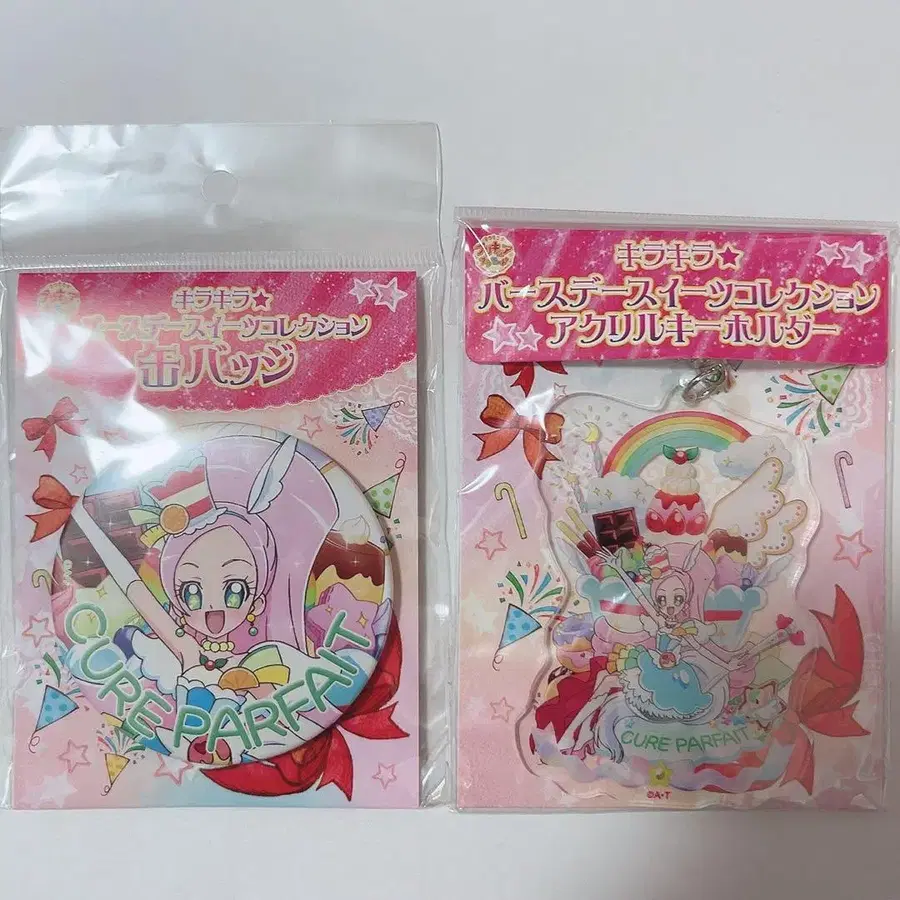 キラキラ★
バースデースイーツコレクション
缶バッジ
CURE PARFAIT
キラキラ★
バースデースイーツコレクション
アクリルキーホルダー
CURE PARFAIT
©A・T